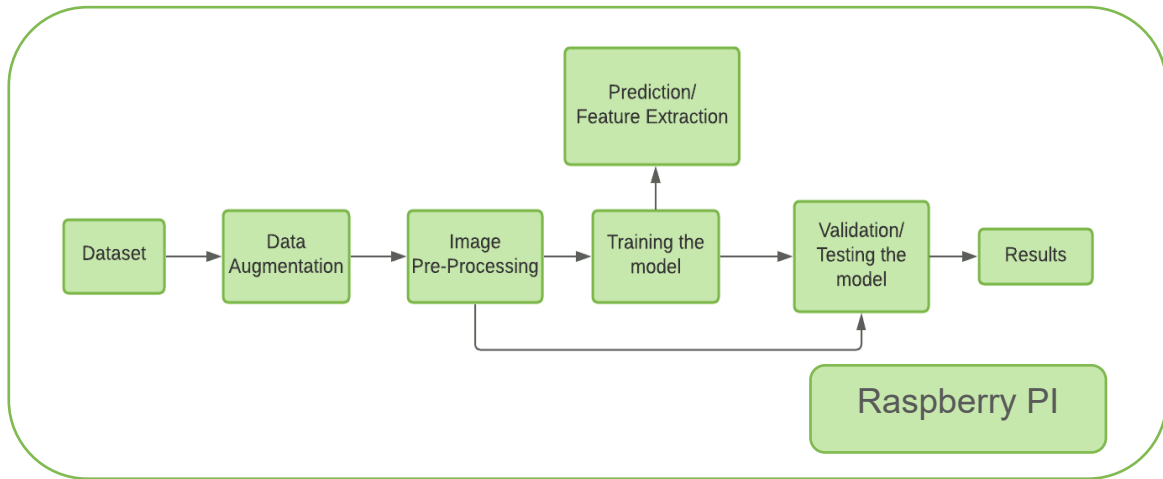 Prediction/
Feature Extraction
Dataset
Data
Augmentation
Image
Pre-Processing
Training the
model
Validation/
Testing the
model
Results
Raspberry PI